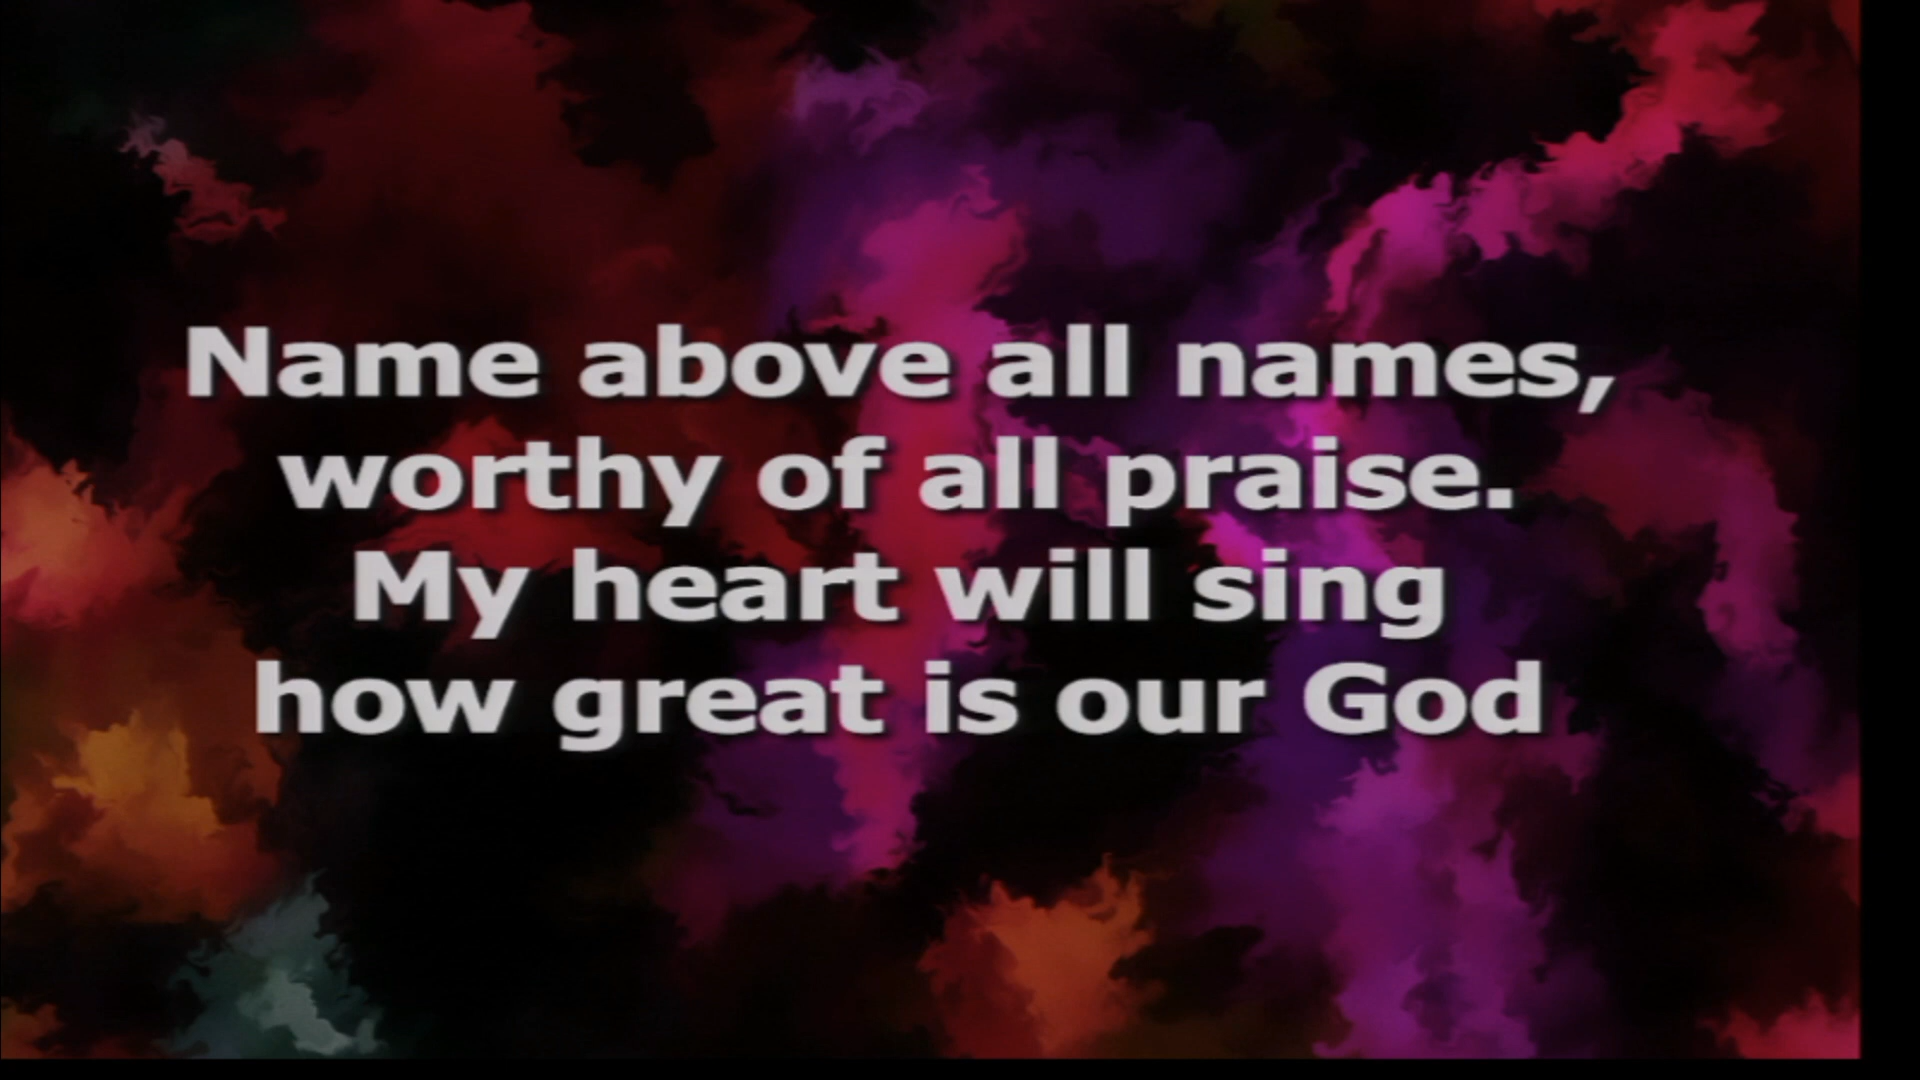 Name above all names,
worthy of all praise.
My heart will sing
how great is our God